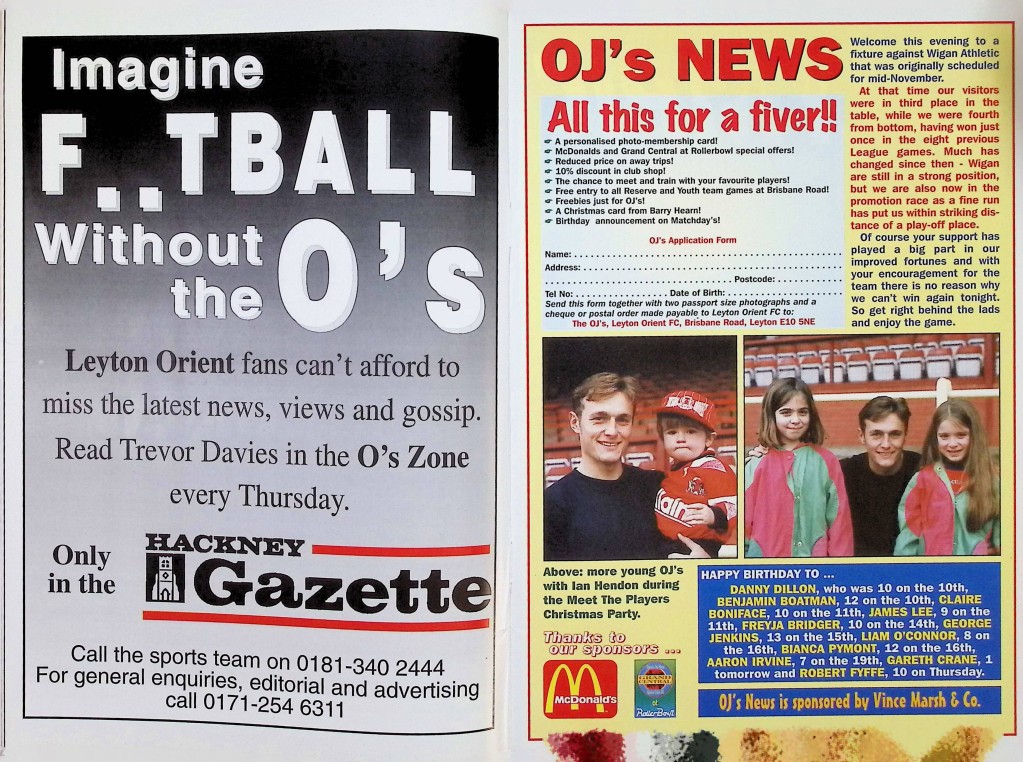 Imagine
F..TBALL
Without
the O's
Leyton Orient fans can't afford to
miss the latest news, views and gossip.
Read Trevor Davies in the O's Zone
every Thursday.
Only
in the
HACKNEY
Gazette
Call the sports team on 0181-340 2444
For general enquiries, editorial and advertising
call 0171-254 6311
OJ's NEWS
All this for a fiver!!
☛ A personalised photo-membership card!
☛ McDonalds and Grand Central at Rollerbowl special offers!
☛ Reduced price on away trips!
☛ 10% discount in club shop!
☛ The chance to meet and train with your favourite players!
☛ Free entry to all Reserve and Youth team games at Brisbane Road!
☛ Freebies just for OJ's!
☛ A Christmas card from Barry Hearn!
☛ Birthday announcement on Matchday's!
OJ's Application Form
Name: . . . . . . . . . . . . . . . . . . . . . . . . . . . . . . . . . . . . . . . .
Address: . . . . . . . . . . . . . . . . . . . . . . . . . . . . . . . . . . . . . .
. . . . . . . . . . . . . . . . . . . . . . . . . . . Postcode: . . . . . . . . . .
Tel No: . . . . . . . . . . . . . . . . Date of Birth: . . . . . . . . . . . . . . . .
Send this form together with two passport size photographs and a
cheque or postal order made payable to Leyton Orient FC to:
The OJ's, Leyton Orient FC, Brisbane Road, Leyton E10 5NE
Welcome this evening to a
fixture against Wigan Athletic
that was originally scheduled
for mid-November.
At that time our visitors
were in third place in the
table, while we were fourth
from bottom, having won just
once in the eight previous
League games. Much has
changed since then - Wigan
are still in a strong position,
but we are also now in the
promotion race as a fine run
has put us within striking dis-
tance of a play-off place.
Of course your support has
played a big part in our
improved fortunes and with
your encouragement for the
team there is no reason why
we can't win again tonight.
So get right behind the lads
and enjoy the game.
Above: more young OJ's
with Ian Hendon during
the Meet The Players
Christmas Party.
Thanks to
our sponsors ...
McDonald's
GRAND
CENTRAL
at
RollerBowl
HAPPY BIRTHDAY TO ...
DANNY DILLON, who was 10 on the 10th,
BENJAMIN BOATMAN, 12 on the 10th, CLAIRE
BONIFACE, 10 on the 11th, JAMES LEE, 9 on the
11th, FREYJA BRIDGER, 10 on the 14th, GEORGE
JENKINS, 13 on the 15th, LIAM O'CONNOR, 8 on
the 16th, BIANCA PYMONT, 12 on the 16th,
AARON IRVINE, 7 on the 19th, GARETH CRANE, 1
tomorrow and ROBERT FYFFE, 10 on Thursday.
OJ's News is sponsored by Vince Marsh & Co.